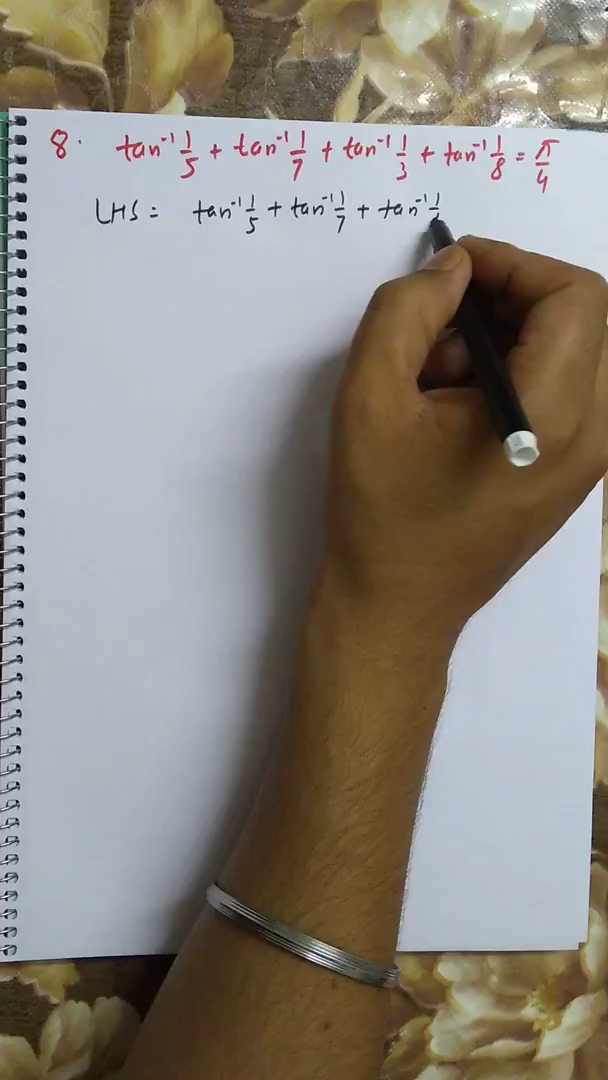 8. tan⁻¹ 1/5 + tan⁻¹ 1/7 + tan⁻¹ 1/3 + tan⁻¹ 1/8 = π/4
LHS = tan⁻¹ 1/5 + tan⁻¹ 1/7 + tan⁻¹ 1/